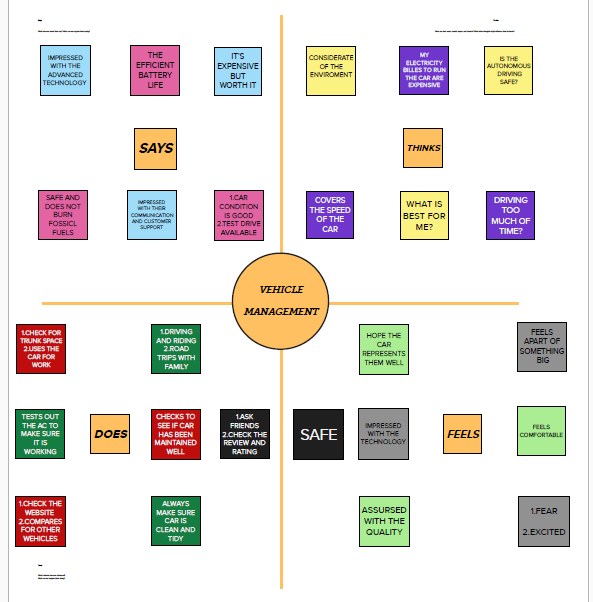 IMPRESSED
WITH THE
ADVANCED
TECHNOLOGY
THE
EFFICIENT
BATTERY
LIFE
IT'S
EXPENSIVE
BUT
WORTH IT
CONSIDERATE
OF THE
ENVIROMENT
MY
ELECTRICITY
BILLES TO RUN
THE CAR ARE
EXPENSIVE
IS THE
AUTONOMOUS
DRIVING
SAFE?
SAYS
THINKS
SAFE AND
DOES NOT
BURN
FOSSICL
FUELS
IMPRESSED
WITH THEIR
COMMUNICATION
AND CUSTOMER
SUPPORT
1.CAR
CONDITION
IS GOOD
2.TEST DRIVE
AVAILABLE
COVERS
THE SPEED
OF THE
CAR
WHAT IS
BEST FOR
ME?
DRIVING
TOO
MUCH OF
TIME?
VEHICLE
MANAGEMENT
1.CHECK FOR
TRUNK SPACE
2.USES THE
CAR FOR
WORK
1.DRIVING
AND RIDING
2.ROAD
TRIPS WITH
FAMILY
HOPE THE
CAR
REPRESENTS
THEM WELL
FEELS
APART OF
SOMETHING
BIG
TESTS OUT
THE AC TO
MAKE SURE
IT IS
WORKING
DOES
CHECKS TO
SEE IF CAR
HAS BEEN
MAINTAINED
WELL
1.ASK
FRIENDS
2.CHECK THE
REVIEW AND
RATING
SAFE
IMPRESSED
WITH THE
TECHNOLOGY
FEELS
FEELS
COMFORTABLE
1.CHECK THE
WEBSITE
2.COMPARES
FOR OTHER
WEHICLES
ALWAYS
MAKE SURE
CAR IS
CLEAN AND
TIDY
ASSURSED
WITH THE
QUALITY
1.FEAR
2.EXCITED